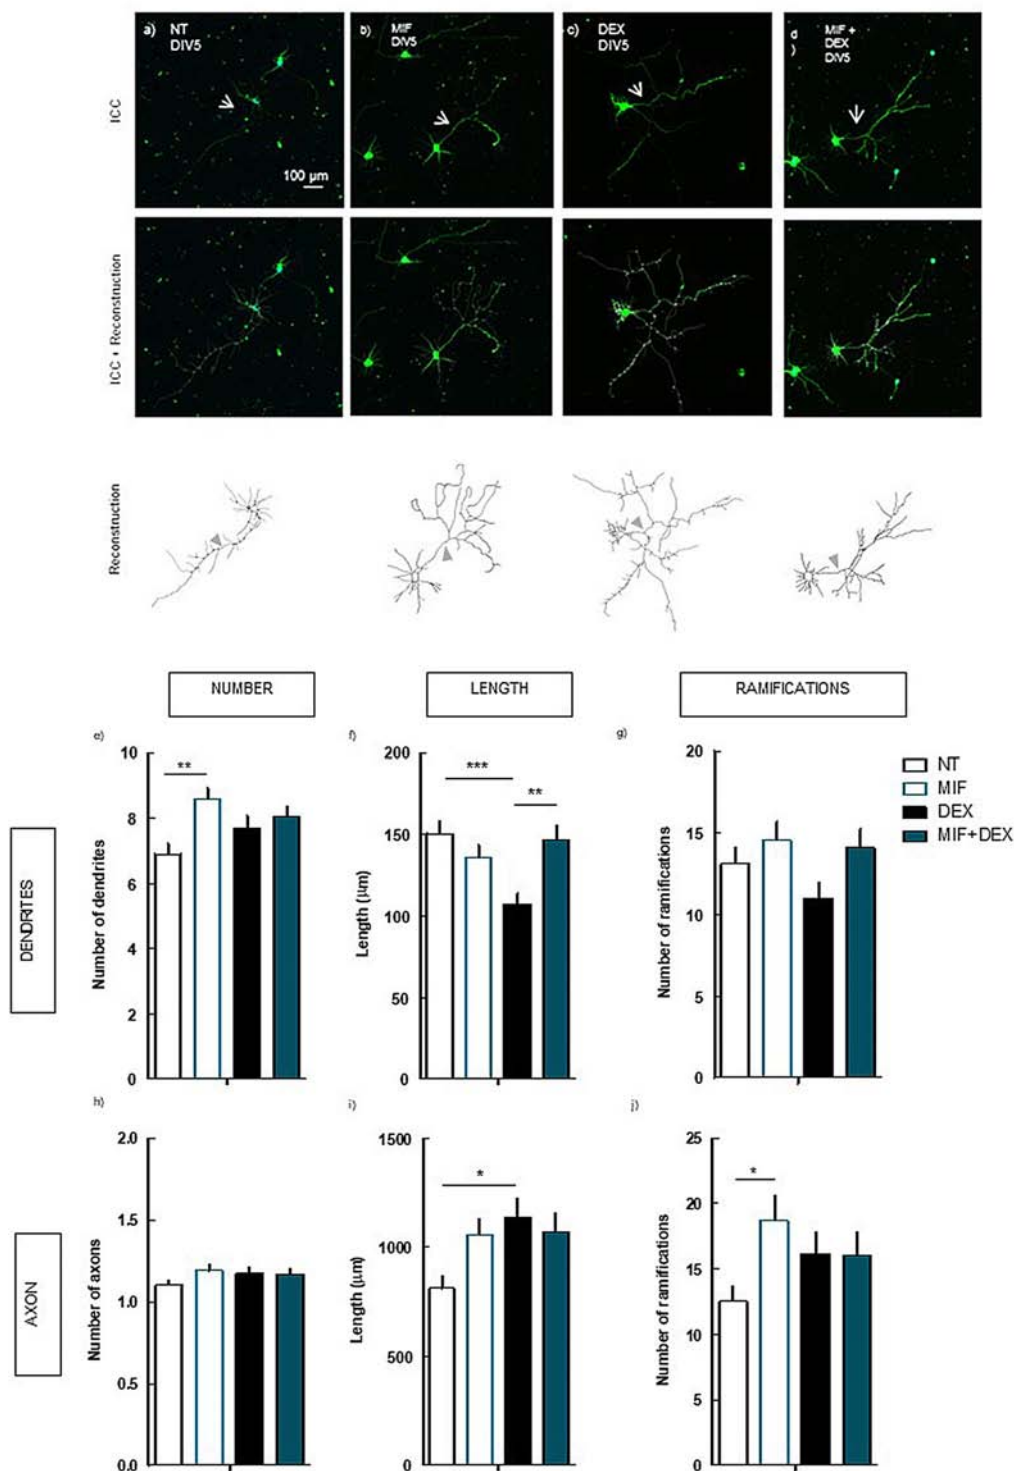 a) NT
DIV5
b) MIF
DIV5
c) DEX
DIV5
d
)
MIF +
DEX
DIV5
ICC
100 µm
ICC + Reconstruction
Reconstruction
NUMBER
LENGTH
RAMIFICATIONS
DENDRITES
e)
10
8
6
4
2
0
Number of dendrites
**
f)
200
150
100
50
0
Length (µm)
***
**
g)
20
15
10
5
0
Number of ramifications
NT
MIF
DEX
MIF+DEX
AXON
h)
2.0
1.5
1.0
0.5
0.0
Number of axons
i)
1500
1000
500
0
Length (µm)
*
j)
25
20
15
10
5
0
Number of ramifications
*